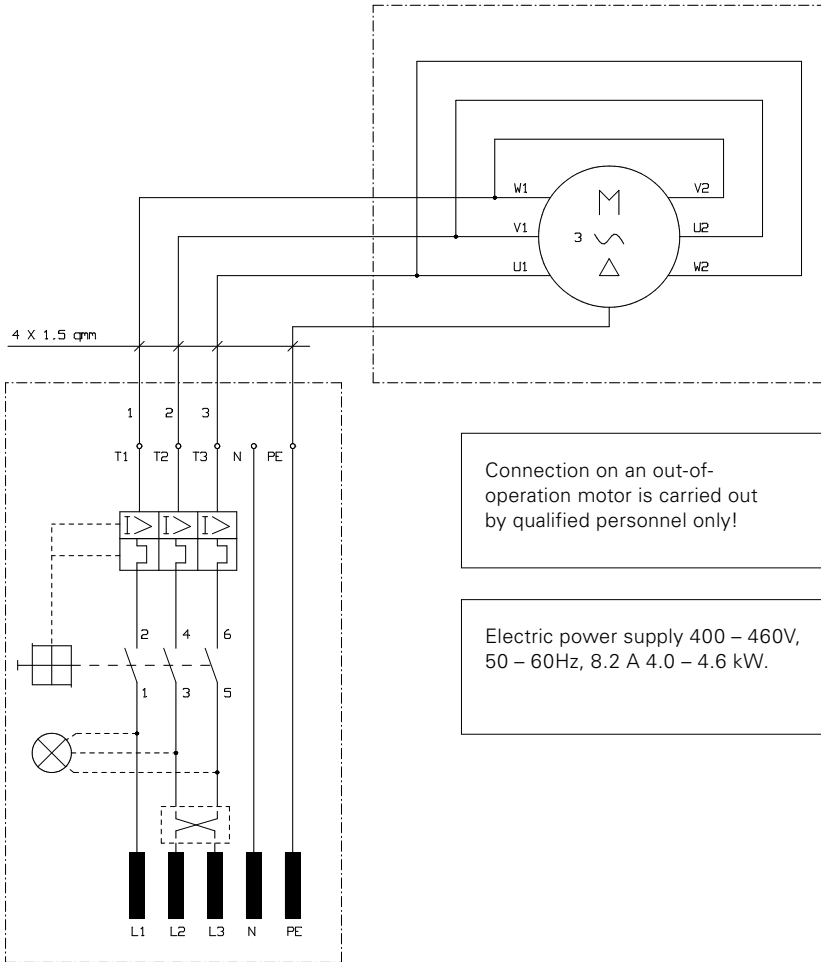 W1
V2
M
V1
3
U2
U1
W2
4 X 1.5 qmm
1 2 3
T1 T2 T3 N PE
Connection on an out-of-
operation motor is carried out
by qualified personnel only!
I> I> I>
Electric power supply 400 – 460V,
50 – 60Hz, 8.2 A 4.0 – 4.6 kW.
2 4 6
1 3 5
L1 L2 L3 N PE